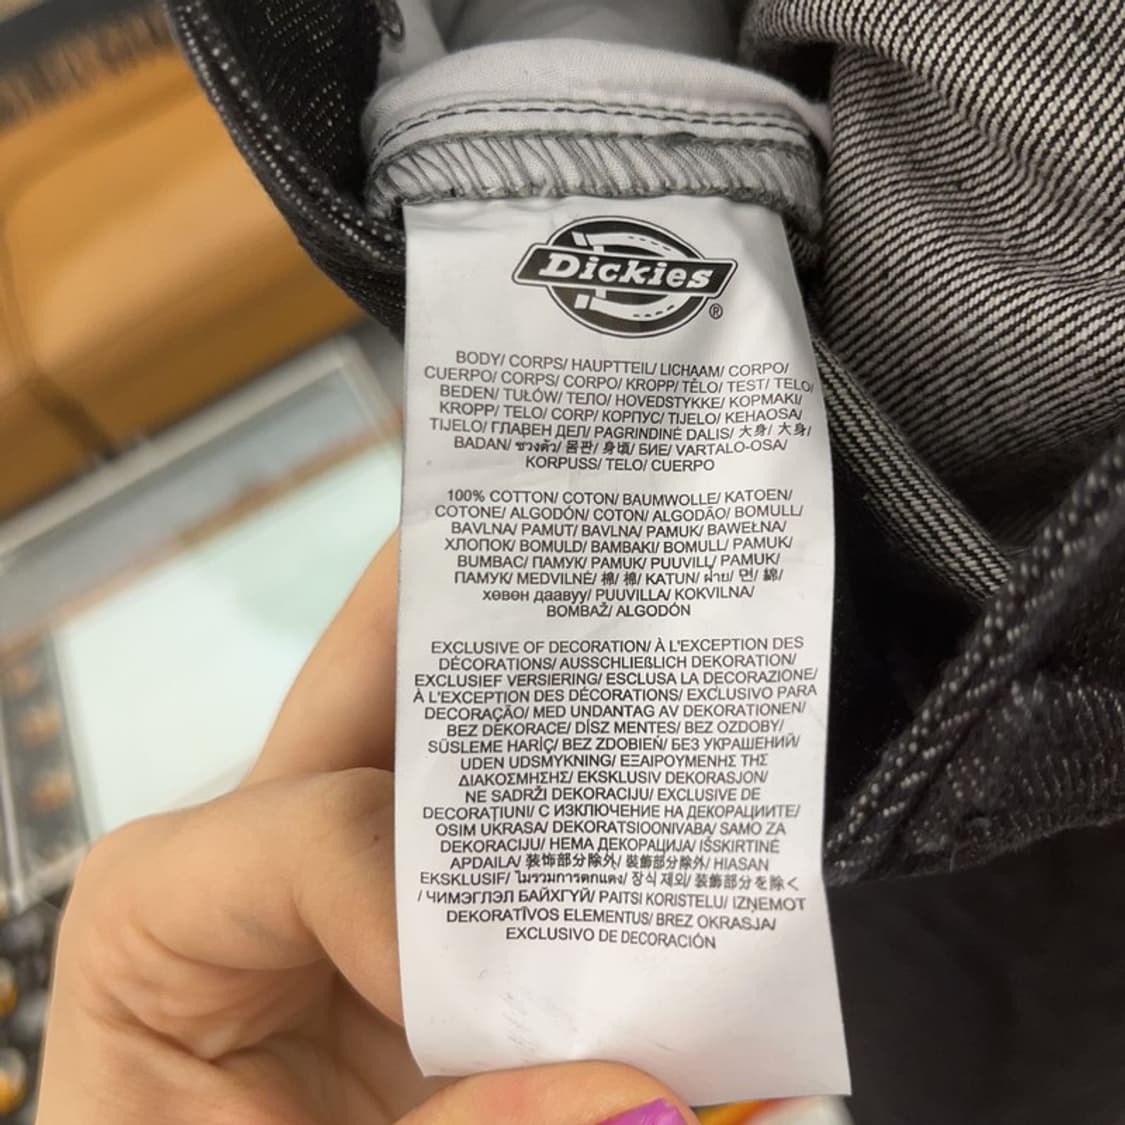 Dickies
®
BODY/ CORPS/ HAUPTTEIL/ LICHAAM/ CORPO/
CUERPO/ CORPS/ CORPO/ KROPP/ TĚLO/ TEST/ TELO/
BEDEN/ TUŁÓW/ ТЕЛО/ HOVEDSTYKKE/ ΚΟΡΜΑΚΙ/
KROPP/ TELO/ CORP/ КОРПУС/ TIJELO/ KEHAOSA/
TIJELO/ ГЛАВЕН ДЕЛ/ PAGRINDINĖ DALIS/ 大身/ 大身/
BADAN/ ช่วงตัว/ 몸판/ 身頃/ БИЕ/ VARTALO-OSA/
KORPUSS/ TELO/ CUERPO
100% COTTON/ COTON/ BAUMWOLLE/ KATOEN/
COTONE/ ALGODÓN/ COTON/ ALGODÃO/ BOMULL/
BAVLNA/ PAMUT/ BAVLNA/ PAMUK/ BAWEŁNA/
ХЛОПОК/ BOMULD/ ΒΑΜΒΑΚΙ/ BOMULL/ PAMUK/
BUMBAC/ ПАМУК/ PAMUK/ PUUVILL/ PAMUK/
ПАМУК/ MEDVILNĖ/ 棉/ 棉/ KATUN/ ฝ้าย/ 면/ 綿/
хөвөн даавуу/ PUUVILLA/ KOKVILNA/
BOMBAŽ/ ALGODÓN
EXCLUSIVE OF DECORATION/ À L'EXCEPTION DES
DÉCORATIONS/ AUSSCHLIEßLICH DEKORATION/
EXCLUSIEF VERSIERING/ ESCLUSA LA DECORAZIONE/
À L'EXCEPTION DES DÉCORATIONS/ EXCLUSIVO PARA
DECORAÇÃO/ MED UNDANTAG AV DEKORATIONEN/
BEZ DEKORACE/ DÍSZ MENTES/ BEZ OZDOBY/
SÜSLEME HARİÇ/ BEZ ZDOBIEŃ/ БЕЗ УКРАШЕНИЙ/
UDEN UDSMYKNING/ ΕΞΑΙΡΟΥΜΕΝΗΣ ΤΗΣ
ΔΙΑΚΟΣΜΗΣΗΣ/ EKSKLUSIV DEKORASJON/
NE SADRŽI DEKORACIJU/ EXCLUSIVE DE
DECORAȚIUNI/ С ИЗКЛЮЧЕНИЕ НА ДЕКОРАЦИИТЕ/
OSIM UKRASA/ DEKORATSIOONIVABA/ SAMO ZA
DEKORACIJU/ НЕМА ДЕКОРАЦИЈА/ IŠSKIRTINĖ
APDAILA/ 装饰部分除外/ 裝飾部分除外/ HIASAN
EKSKLUSIF/ ไม่รวมการตกแต่ง/ 장식 제외/ 装飾部分を除く
/ ЧИМЭГЛЭЛ БАЙХГҮЙ/ PAITSI KORISTELU/ IZŅEMOT
DEKORATĪVOS ELEMENTUS/ BREZ OKRASJA/
EXCLUSIVO DE DECORACIÓN